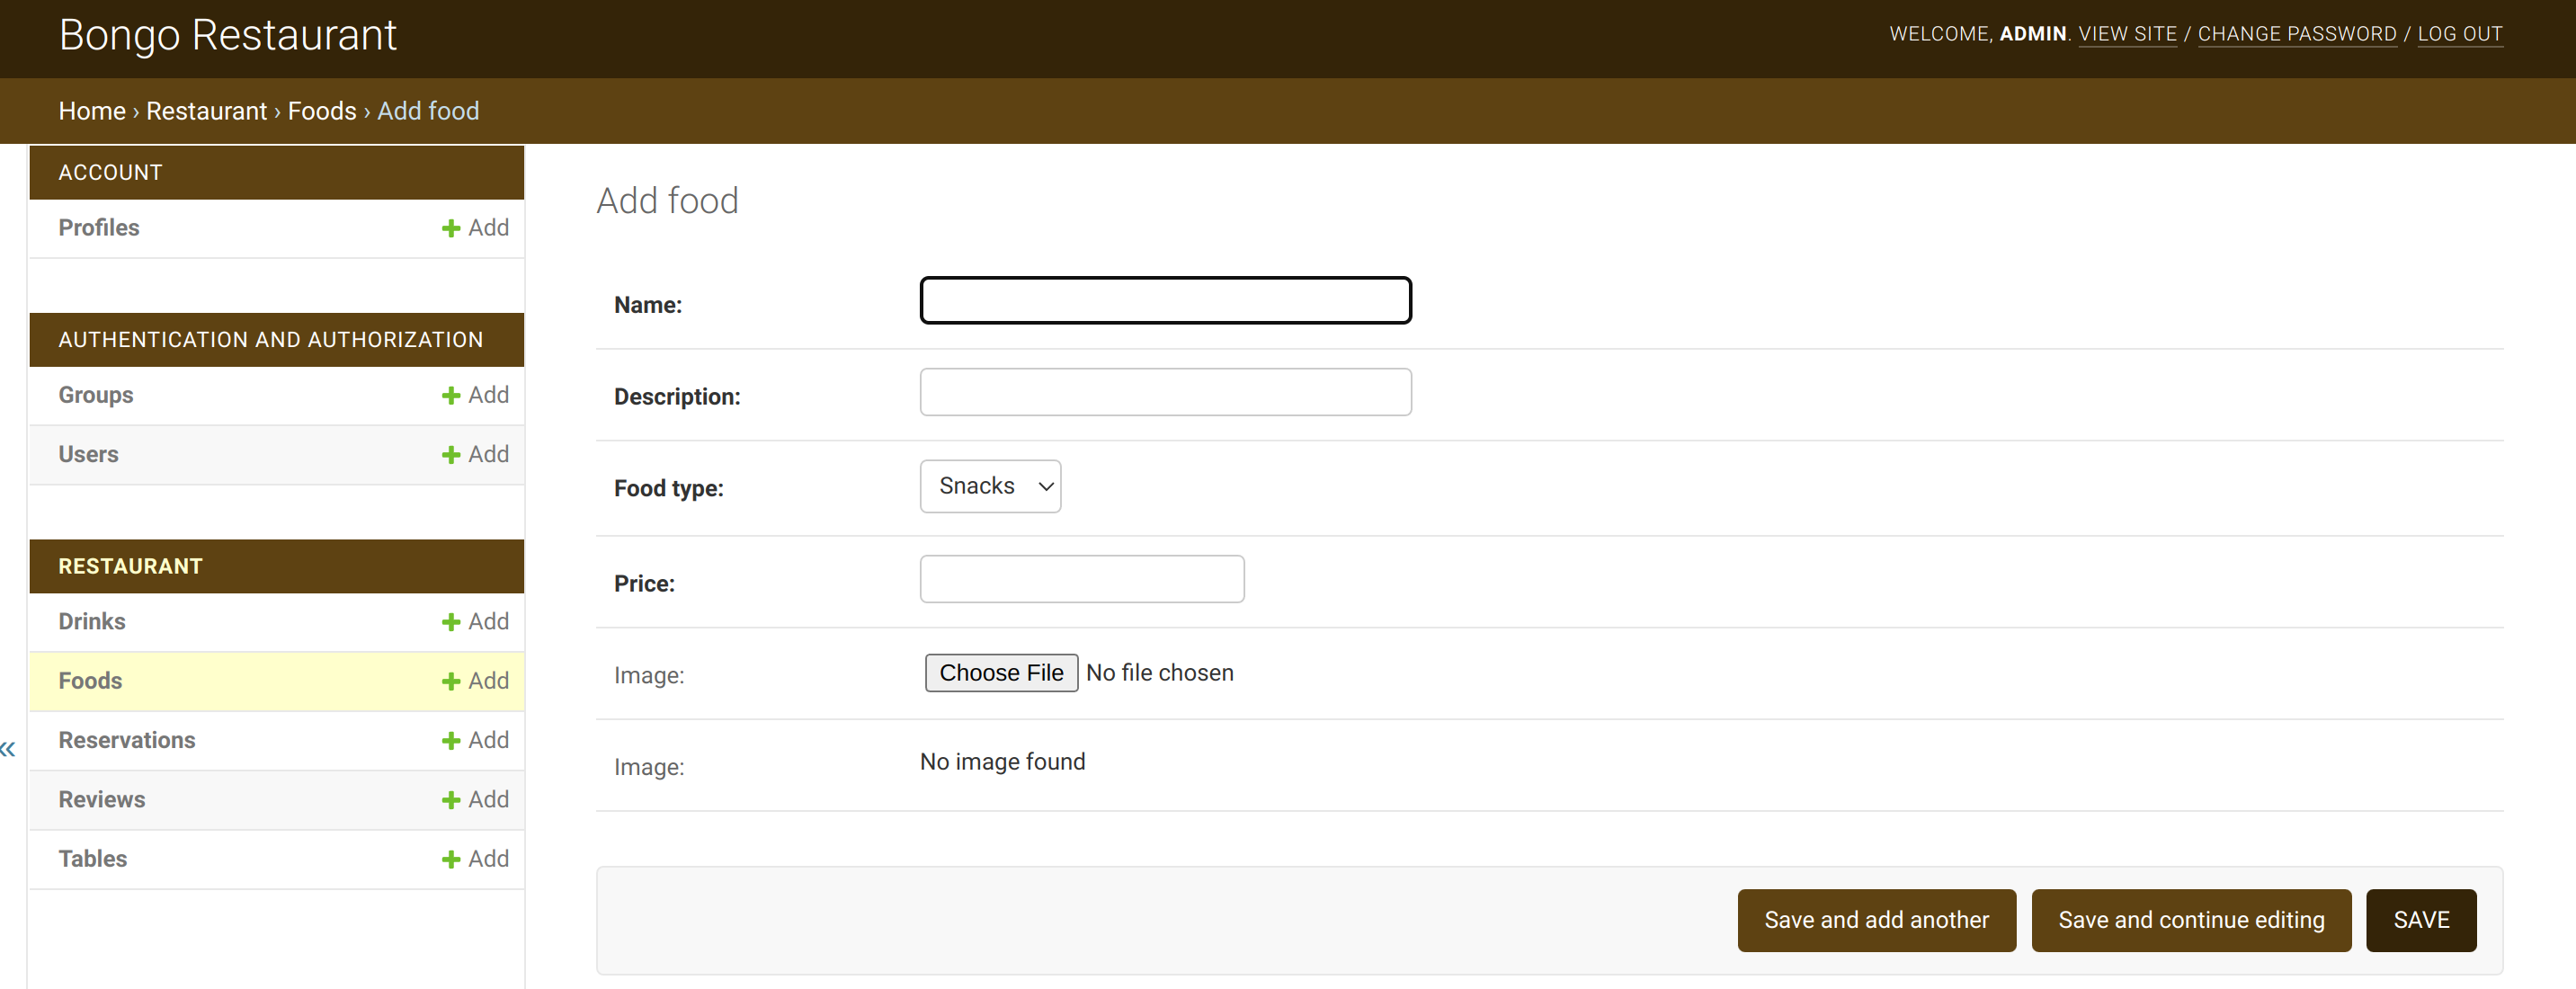 Bongo Restaurant
WELCOME, ADMIN. VIEW SITE / CHANGE PASSWORD / LOG OUT
Home › Restaurant › Foods › Add food
ACCOUNT
Profiles Add
AUTHENTICATION AND AUTHORIZATION
Groups Add
Users Add
RESTAURANT
Drinks Add
Foods Add
Reservations Add
Reviews Add
Tables Add
«
Add food
Name:
Description:
Food type: Snacks
Price:
Image: Choose File No file chosen
Image: No image found
Save and add another Save and continue editing SAVE